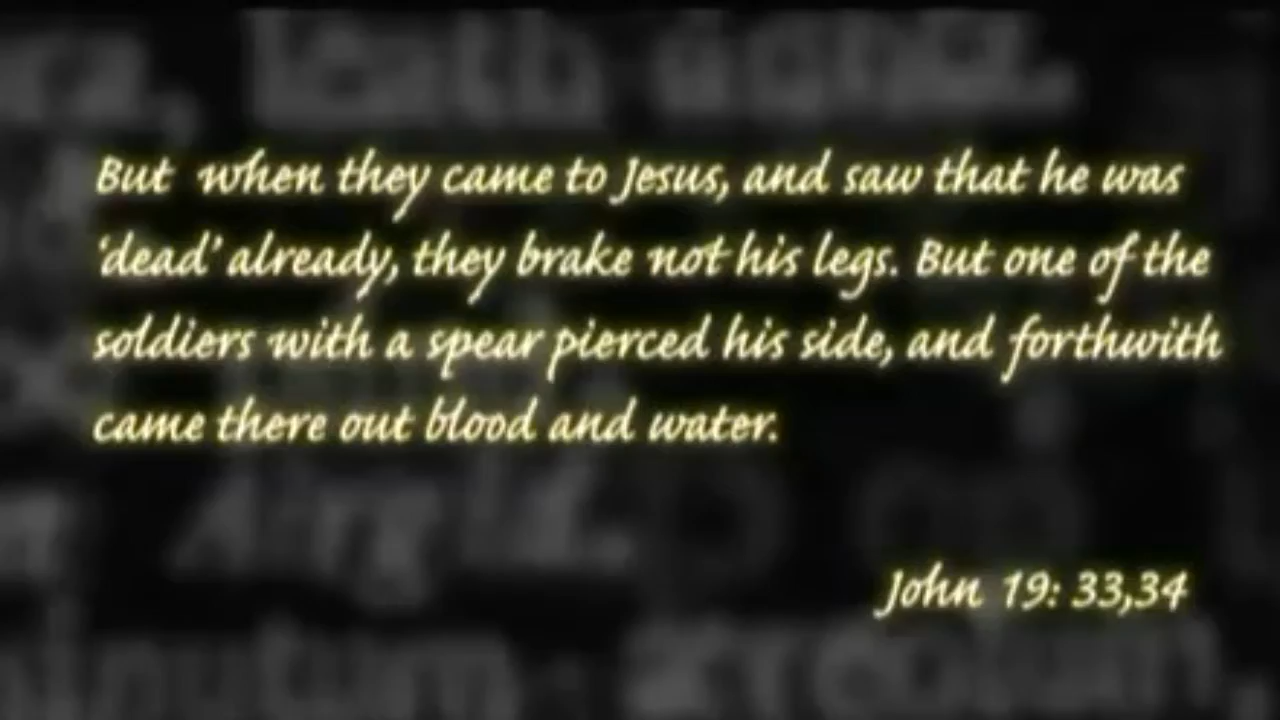 But when they came to Jesus, and saw that he was
‘dead’ already, they brake not his legs. But one of the
soldiers with a spear pierced his side, and forthwith
came there out blood and water.
John 19: 33,34